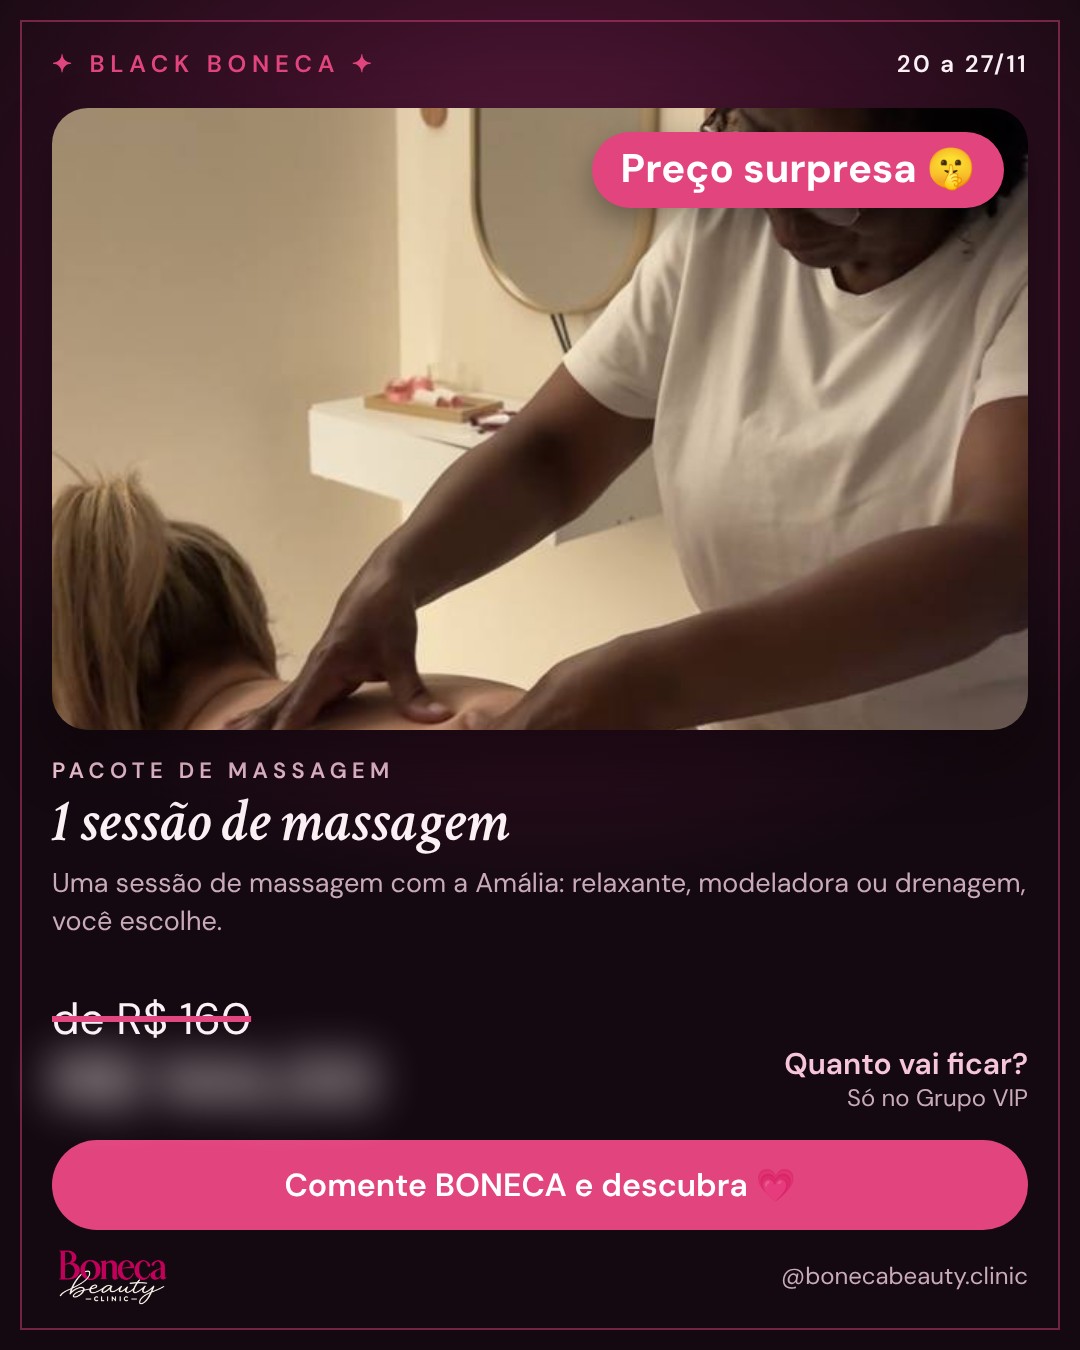 ✦ BLACK BONECA ✦
20 a 27/11
Preço surpresa 🤫
PACOTE DE MASSAGEM
1 sessão de massagem
Uma sessão de massagem com a Amália: relaxante, modeladora ou drenagem,
você escolhe.
de R$ 160
Quanto vai ficar?
Só no Grupo VIP
Comente BONECA e descubra 💗
Boneca
beauty
CLINIC
@bonecabeauty.clinic